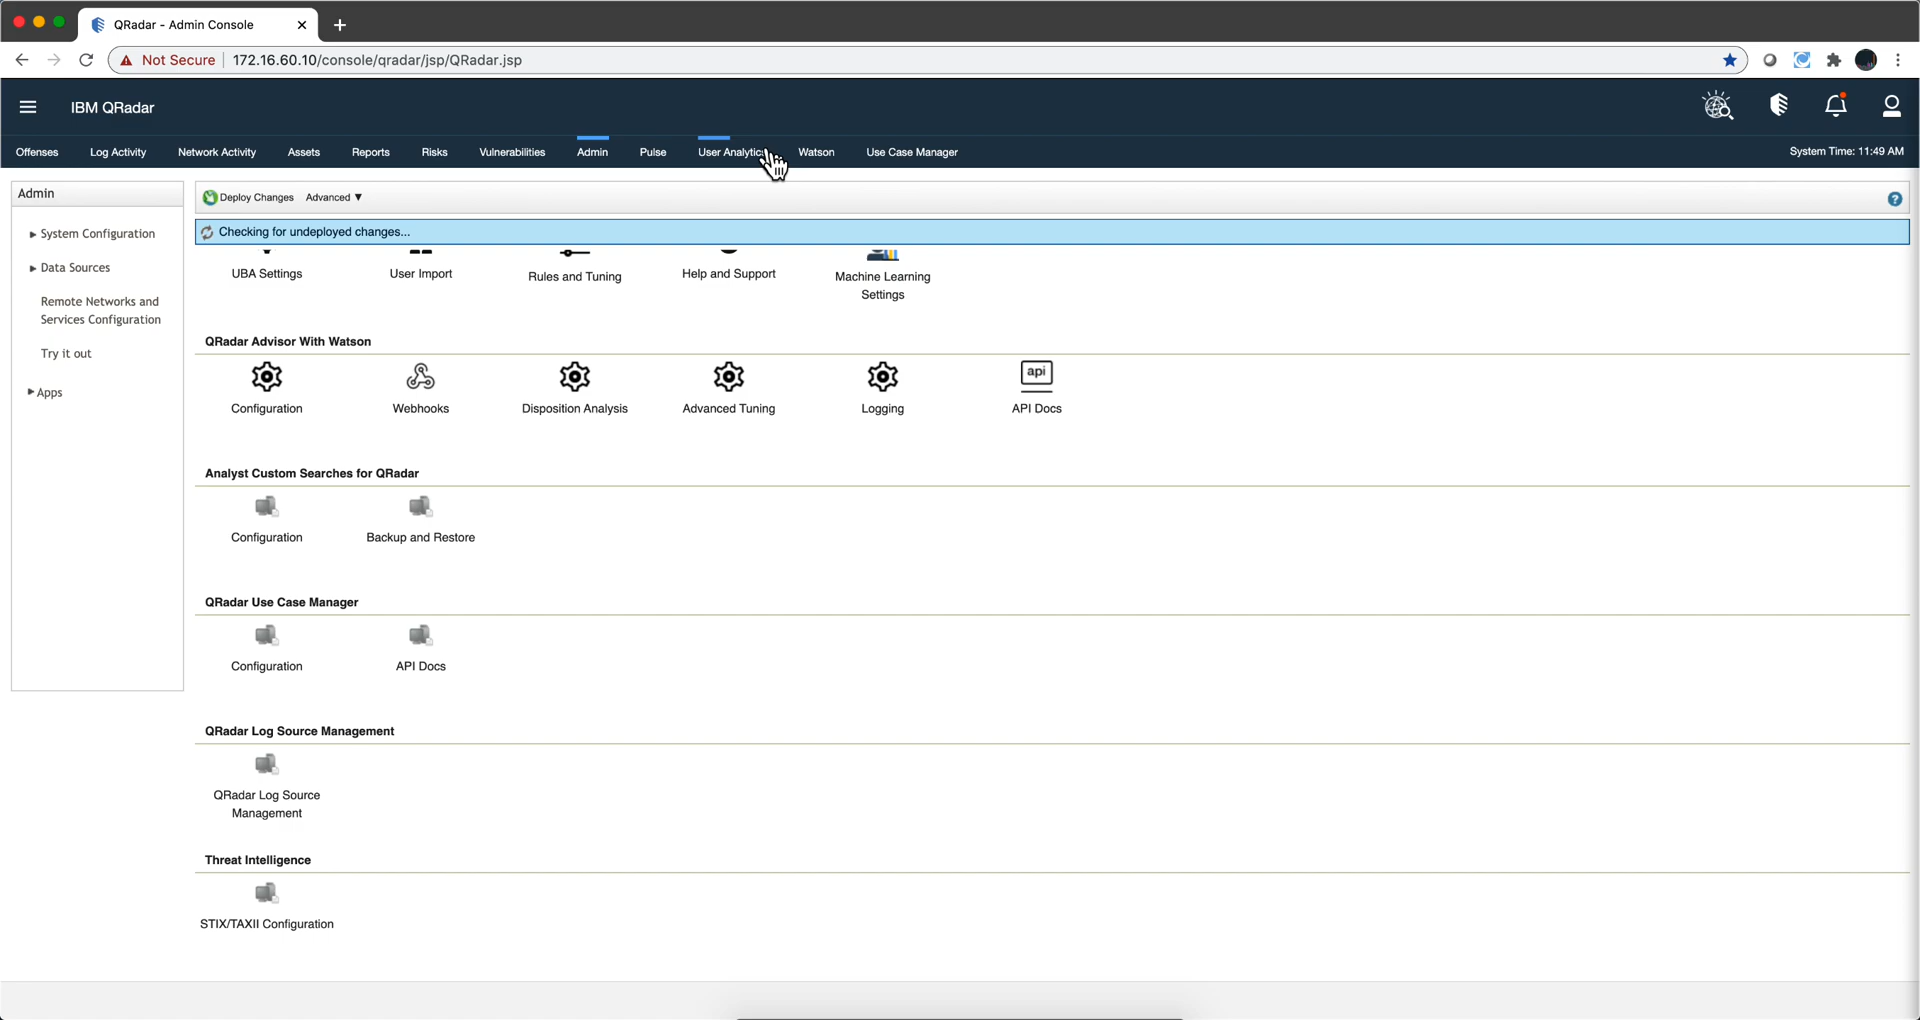 QRadar - Admin Console
Not Secure
172.16.60.10/console/qradar/jsp/QRadar.jsp
IBM QRadar
Offenses
Log Activity
Network Activity
Assets
Reports
Risks
Vulnerabilities
Admin
Pulse
User Analytics
Watson
Use Case Manager
System Time: 11:49 AM
Admin
System Configuration
Data Sources
Remote Networks and
Services Configuration
Try it out
Apps
Deploy Changes
Advanced
Checking for undeployed changes...
UBA Settings
User Import
Rules and Tuning
Help and Support
Machine Learning
Settings
QRadar Advisor With Watson
Configuration
Webhooks
Disposition Analysis
Advanced Tuning
Logging
api
API Docs
Analyst Custom Searches for QRadar
Configuration
Backup and Restore
QRadar Use Case Manager
Configuration
API Docs
QRadar Log Source Management
QRadar Log Source
Management
Threat Intelligence
STIX/TAXII Configuration